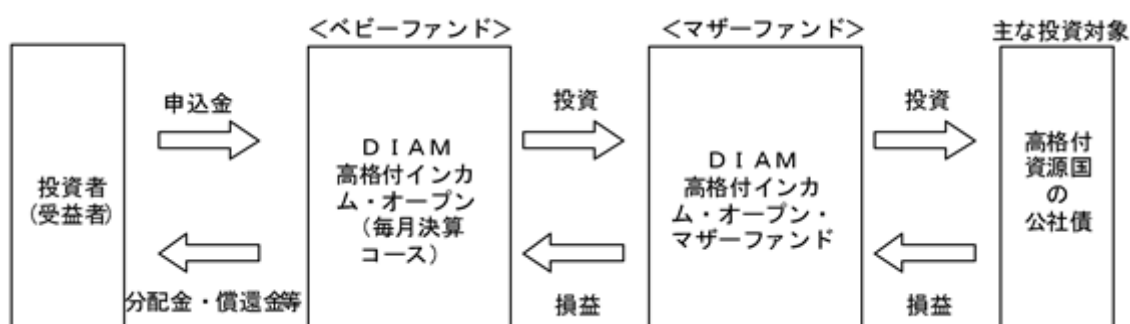 ＜ベビーファンド＞
＜マザーファンド＞
主な投資対象
申込金
投資
投資
投資者
(受益者)
ＤＩＡＭ
高格付インカ
ム・オープン
（毎月決算
コース）
ＤＩＡＭ
高格付インカ
ム・オープン・
マザーファンド
高格付
資源国
の
公社債
分配金・償還金等
損益
損益